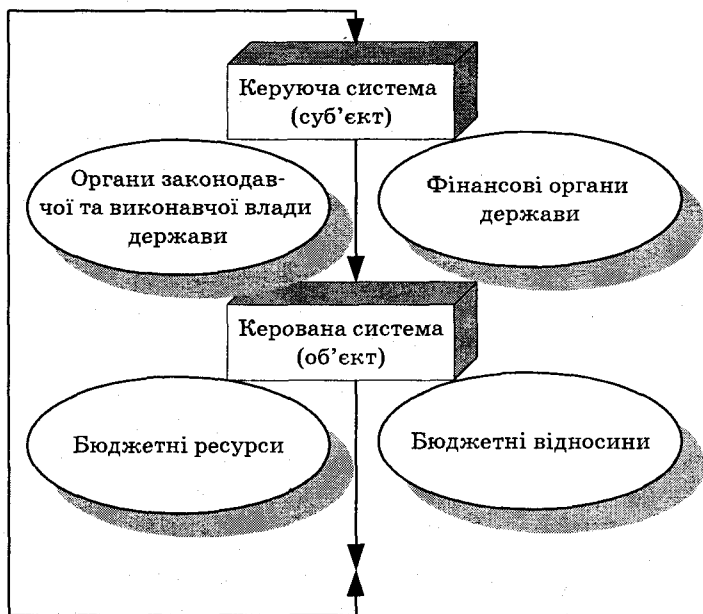 Керуюча система
(суб’єкт)
Органи законодав-
чої та виконавчої влади
держави
Фінансові органи
держави
Керована система
(об’єкт)
Бюджетні ресурси
Бюджетні відносини